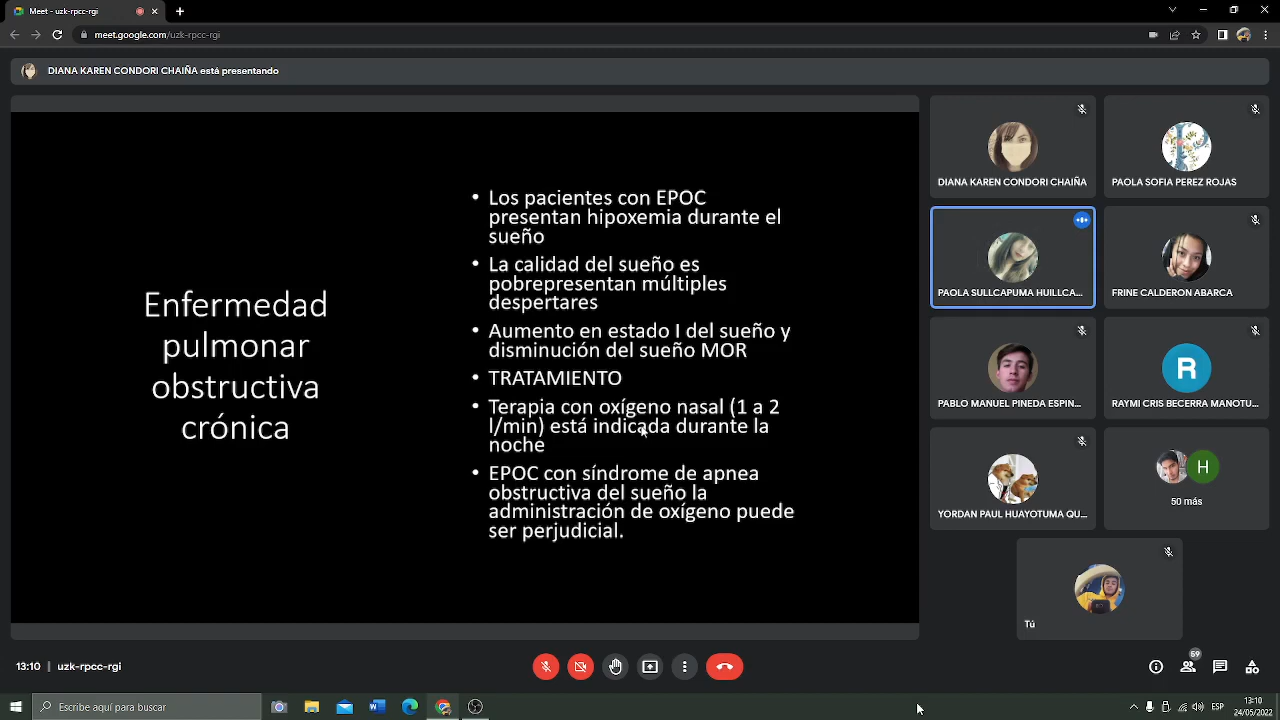 Meet - uzk-rpcc-rgi
meet.google.com/uzk-rpcc-rgi
DIANA KAREN CONDORI CHAIÑA está presentando
Enfermedad
pulmonar
obstructiva
crónica
• Los pacientes con EPOC
presentan hipoxemia durante el
sueño
• La calidad del sueño es
pobrepresentan múltiples
despertares
• Aumento en estado I del sueño y
disminución del sueño MOR
• TRATAMIENTO
• Terapia con oxígeno nasal (1 a 2
l/min) está indicada durante la
noche
• EPOC con síndrome de apnea
obstructiva del sueño la
administración de oxígeno puede
ser perjudicial.
DIANA KAREN CONDORI CHAIÑA
PAOLA SOFIA PEREZ ROJAS
PAOLA SULLCAPUMA HUILLCA...
FRINE CALDERON ABARCA
PABLO MANUEL PINEDA ESPIN...
R
RAYMI CRIS BECERRA MANOTU...
YORDAN PAUL HUAYOTUMA QU...
H
50 más
Tú
13:10 | uzk-rpcc-rgi
59
Escribe aquí para buscar
ESP
13:10
24/05/2022